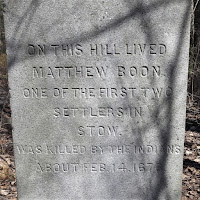 ON THIS HILL LIVED
MATTHEW BOON.
ONE OF THE FIRST TWO
SETTLERS IN
STOW.
WAS KILLED BY THE INDIANS
ABOUT FEB. 14. 1675